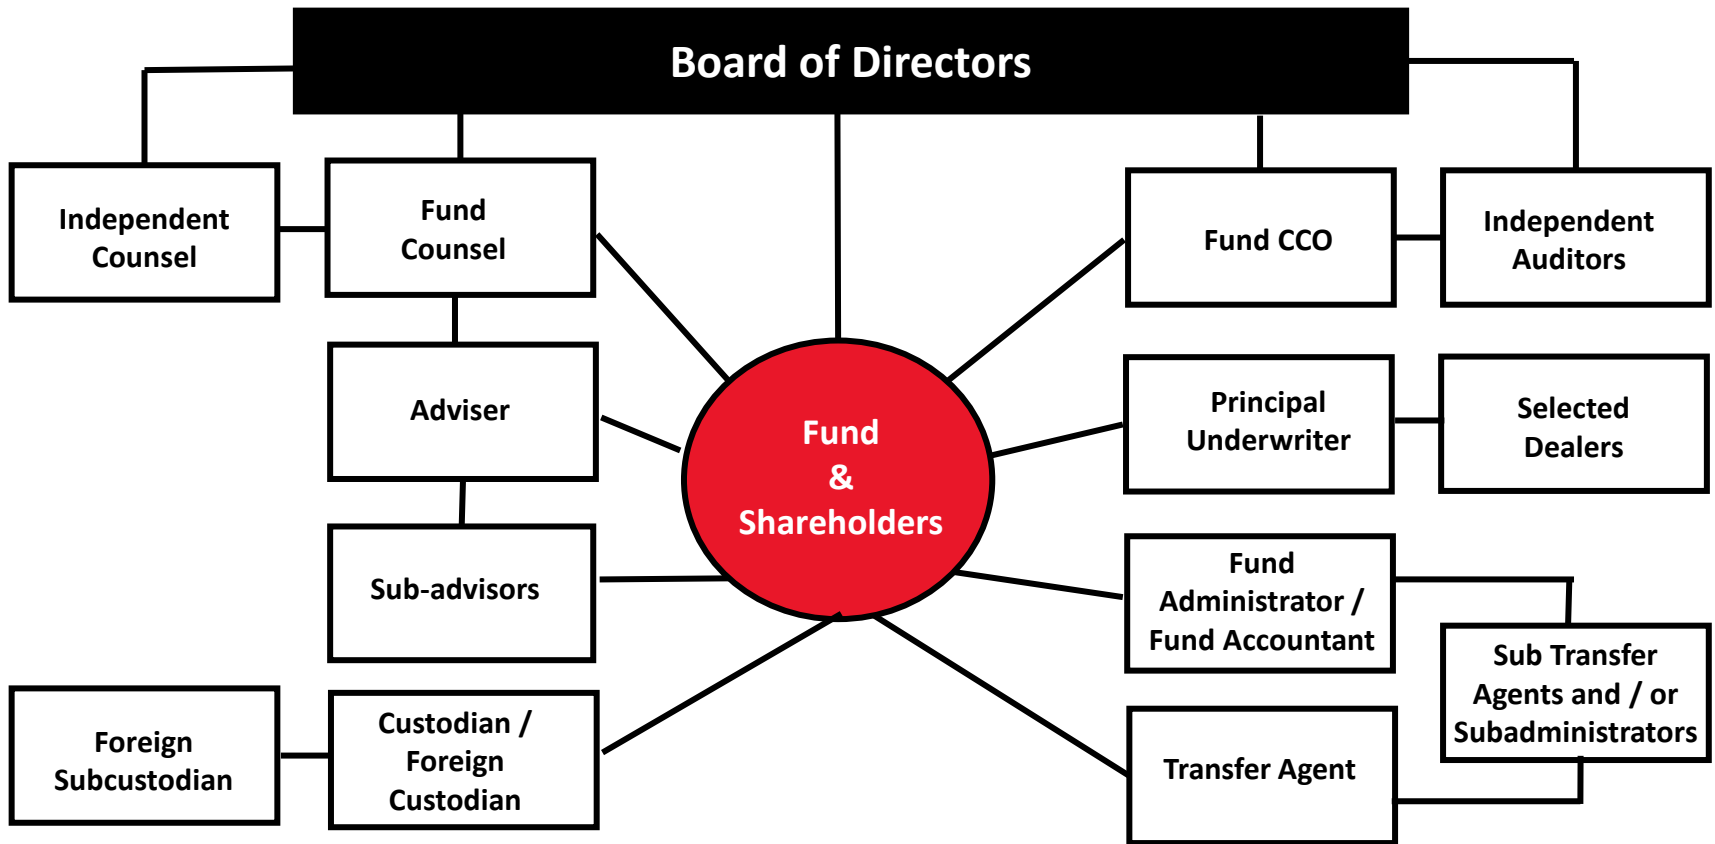 Board of Directors
Independent
Counsel
Fund
Counsel
Fund CCO
Independent
Auditors
Adviser
Fund
&
Shareholders
Principal
Underwriter
Selected
Dealers
Sub-advisors
Fund
Administrator /
Fund Accountant
Sub Transfer
Agents and / or
Subadministrators
Foreign
Subcustodian
Custodian /
Foreign
Custodian
Transfer Agent